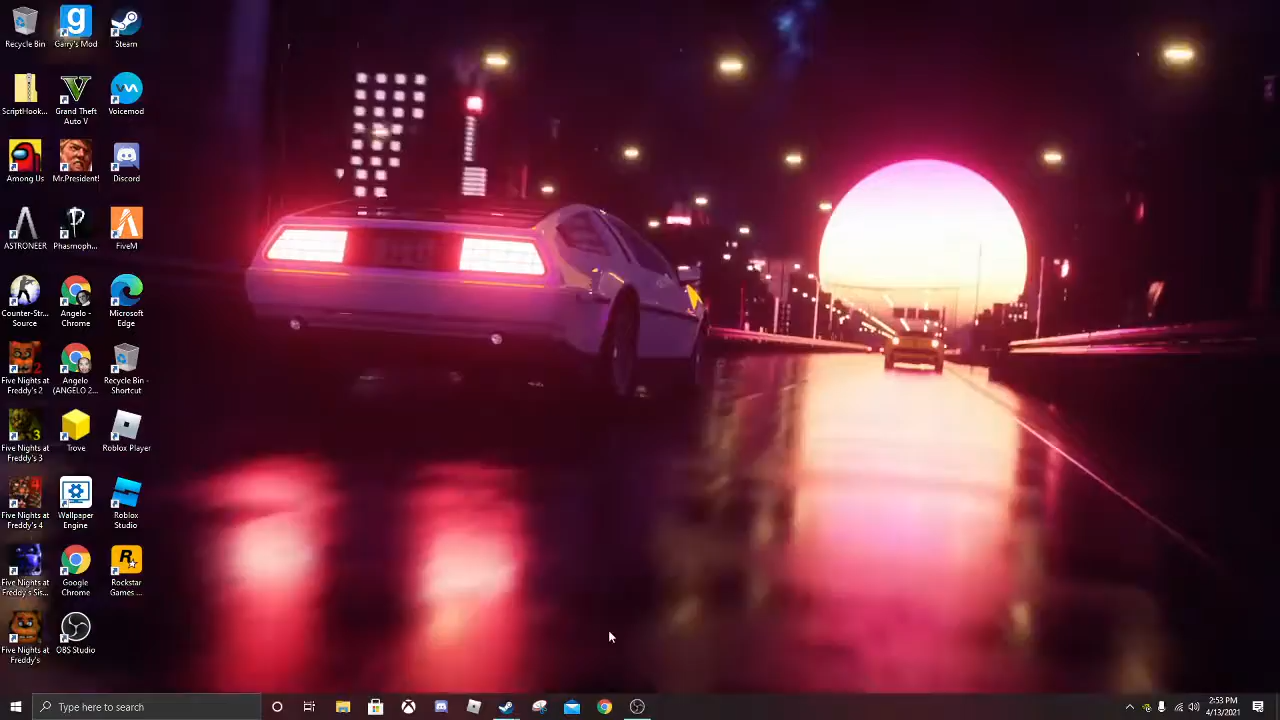 Recycle Bin
Garry's Mod
Steam
ScriptHook...
Grand Theft
Auto V
Voicemod
Among Us
Mr.President!
Discord
ASTRONEER
Phasmoph...
FiveM
Counter-Str...
Source
Angelo -
Chrome
Microsoft
Edge
Five Nights at
Freddy's 2
Angelo
(ANGELO 2...
Recycle Bin -
Shortcut
Five Nights at
Freddy's 3
Trove
Roblox Player
Five Nights at
Freddy's 4
Wallpaper
Engine
Roblox
Studio
Five Nights at
Freddy's Sis...
Google
Chrome
Rockstar
Games ...
Five Nights at
Freddy's
OBS Studio
Type here to search
2:53 PM
4/13/2021